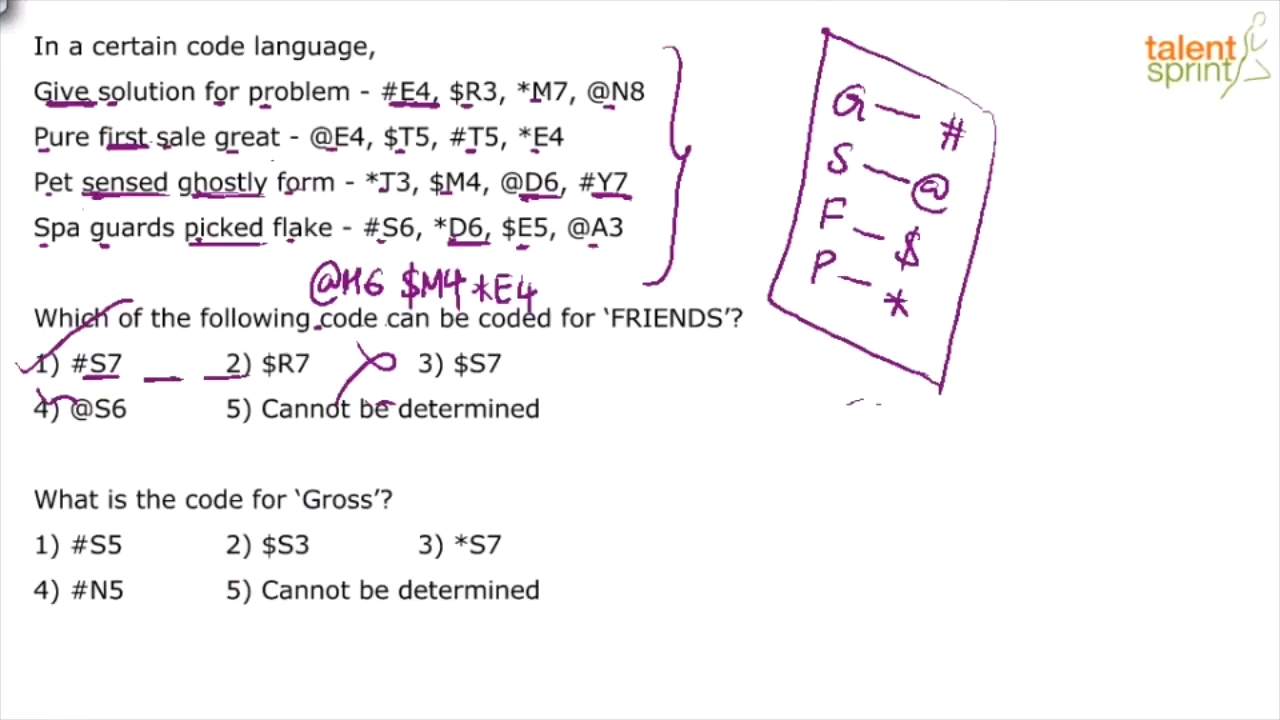 talent
sprint
In a certain code language,
Give solution for problem - #E4, $R3, *M7, @N8
Pure first sale great - @E4, $T5, #T5, *E4
Pet sensed ghostly form - *T3, $M4, @D6, #Y7
Spa guards picked flake - #S6, *D6, $E5, @A3
@H6 $M4 *E4
Which of the following code can be coded for ‘FRIENDS’?
1) #S7 2) $R7 3) $S7
4) @S6 5) Cannot be determined
What is the code for ‘Gross’?
1) #S5 2) $S3 3) *S7
4) #N5 5) Cannot be determined
G — #
S — @
F — $
P — *